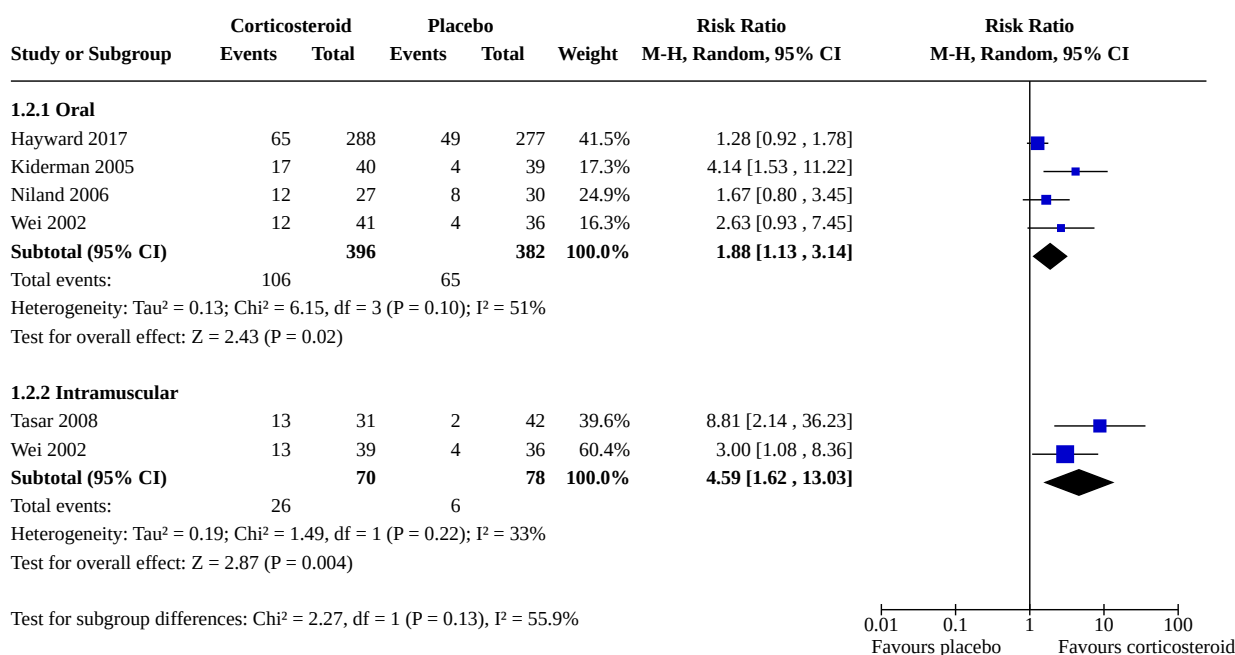 Corticosteroid Placebo Risk Ratio Risk Ratio
Study or Subgroup Events Total Events Total Weight M-H, Random, 95% CI M-H, Random, 95% CI
1.2.1 Oral
Hayward 2017 65 288 49 277 41.5% 1.28 [0.92 , 1.78]
Kiderman 2005 17 40 4 39 17.3% 4.14 [1.53 , 11.22]
Niland 2006 12 27 8 30 24.9% 1.67 [0.80 , 3.45]
Wei 2002 12 41 4 36 16.3% 2.63 [0.93 , 7.45]
Subtotal (95% CI) 396 382 100.0% 1.88 [1.13 , 3.14]
Total events: 106 65
Heterogeneity: Tau² = 0.13; Chi² = 6.15, df = 3 (P = 0.10); I² = 51%
Test for overall effect: Z = 2.43 (P = 0.02)
1.2.2 Intramuscular
Tasar 2008 13 31 2 42 39.6% 8.81 [2.14 , 36.23]
Wei 2002 13 39 4 36 60.4% 3.00 [1.08 , 8.36]
Subtotal (95% CI) 70 78 100.0% 4.59 [1.62 , 13.03]
Total events: 26 6
Heterogeneity: Tau² = 0.19; Chi² = 1.49, df = 1 (P = 0.22); I² = 33%
Test for overall effect: Z = 2.87 (P = 0.004)
Test for subgroup differences: Chi² = 2.27, df = 1 (P = 0.13), I² = 55.9%
0.01 0.1 1 10 100
Favours placebo Favours corticosteroid